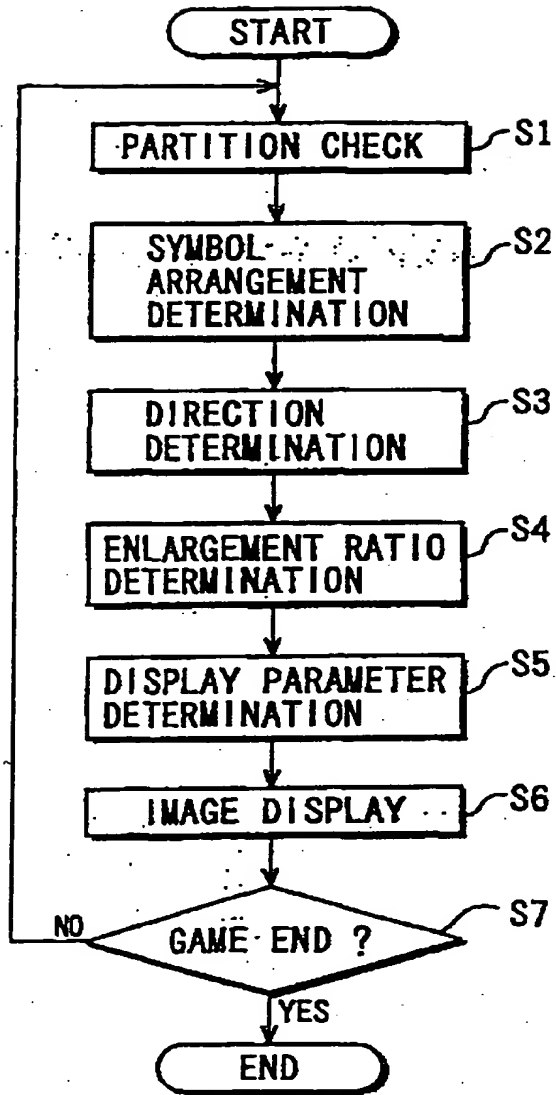 START
PARTITION CHECK
S1
SYMBOL
ARRANGEMENT
DETERMINATION
S2
DIRECTION
DETERMINATION
S3
ENLARGEMENT RATIO
DETERMINATION
S4
DISPLAY PARAMETER
DETERMINATION
S5
IMAGE DISPLAY
S6
GAME END ?
S7
NO
YES
END